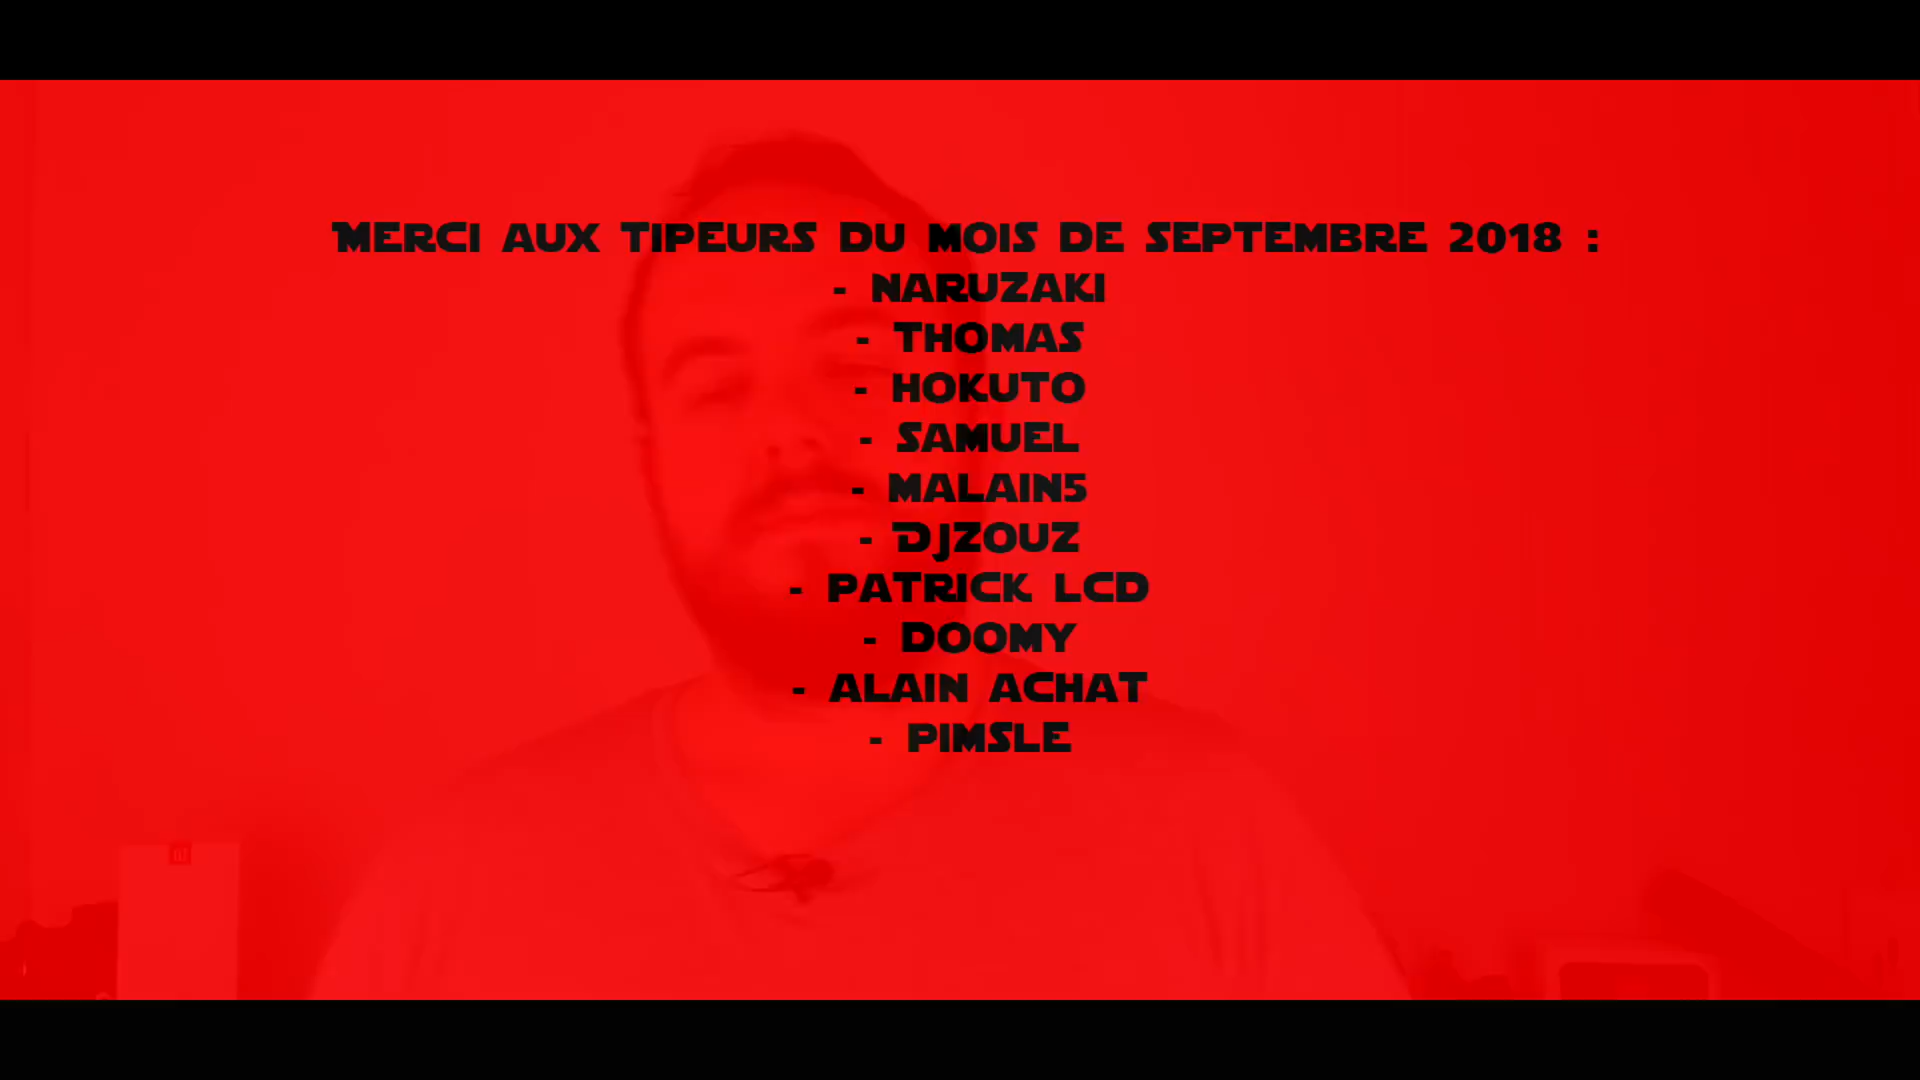 Merci aux tipeurs du mois de septembre 2018 :
- Naruzaki
- Thomas
- Hokuto
- Samuel
- Malain5
- Djzouz
- Patrick LCD
- Doomy
- Alain Achat
- Pimsle